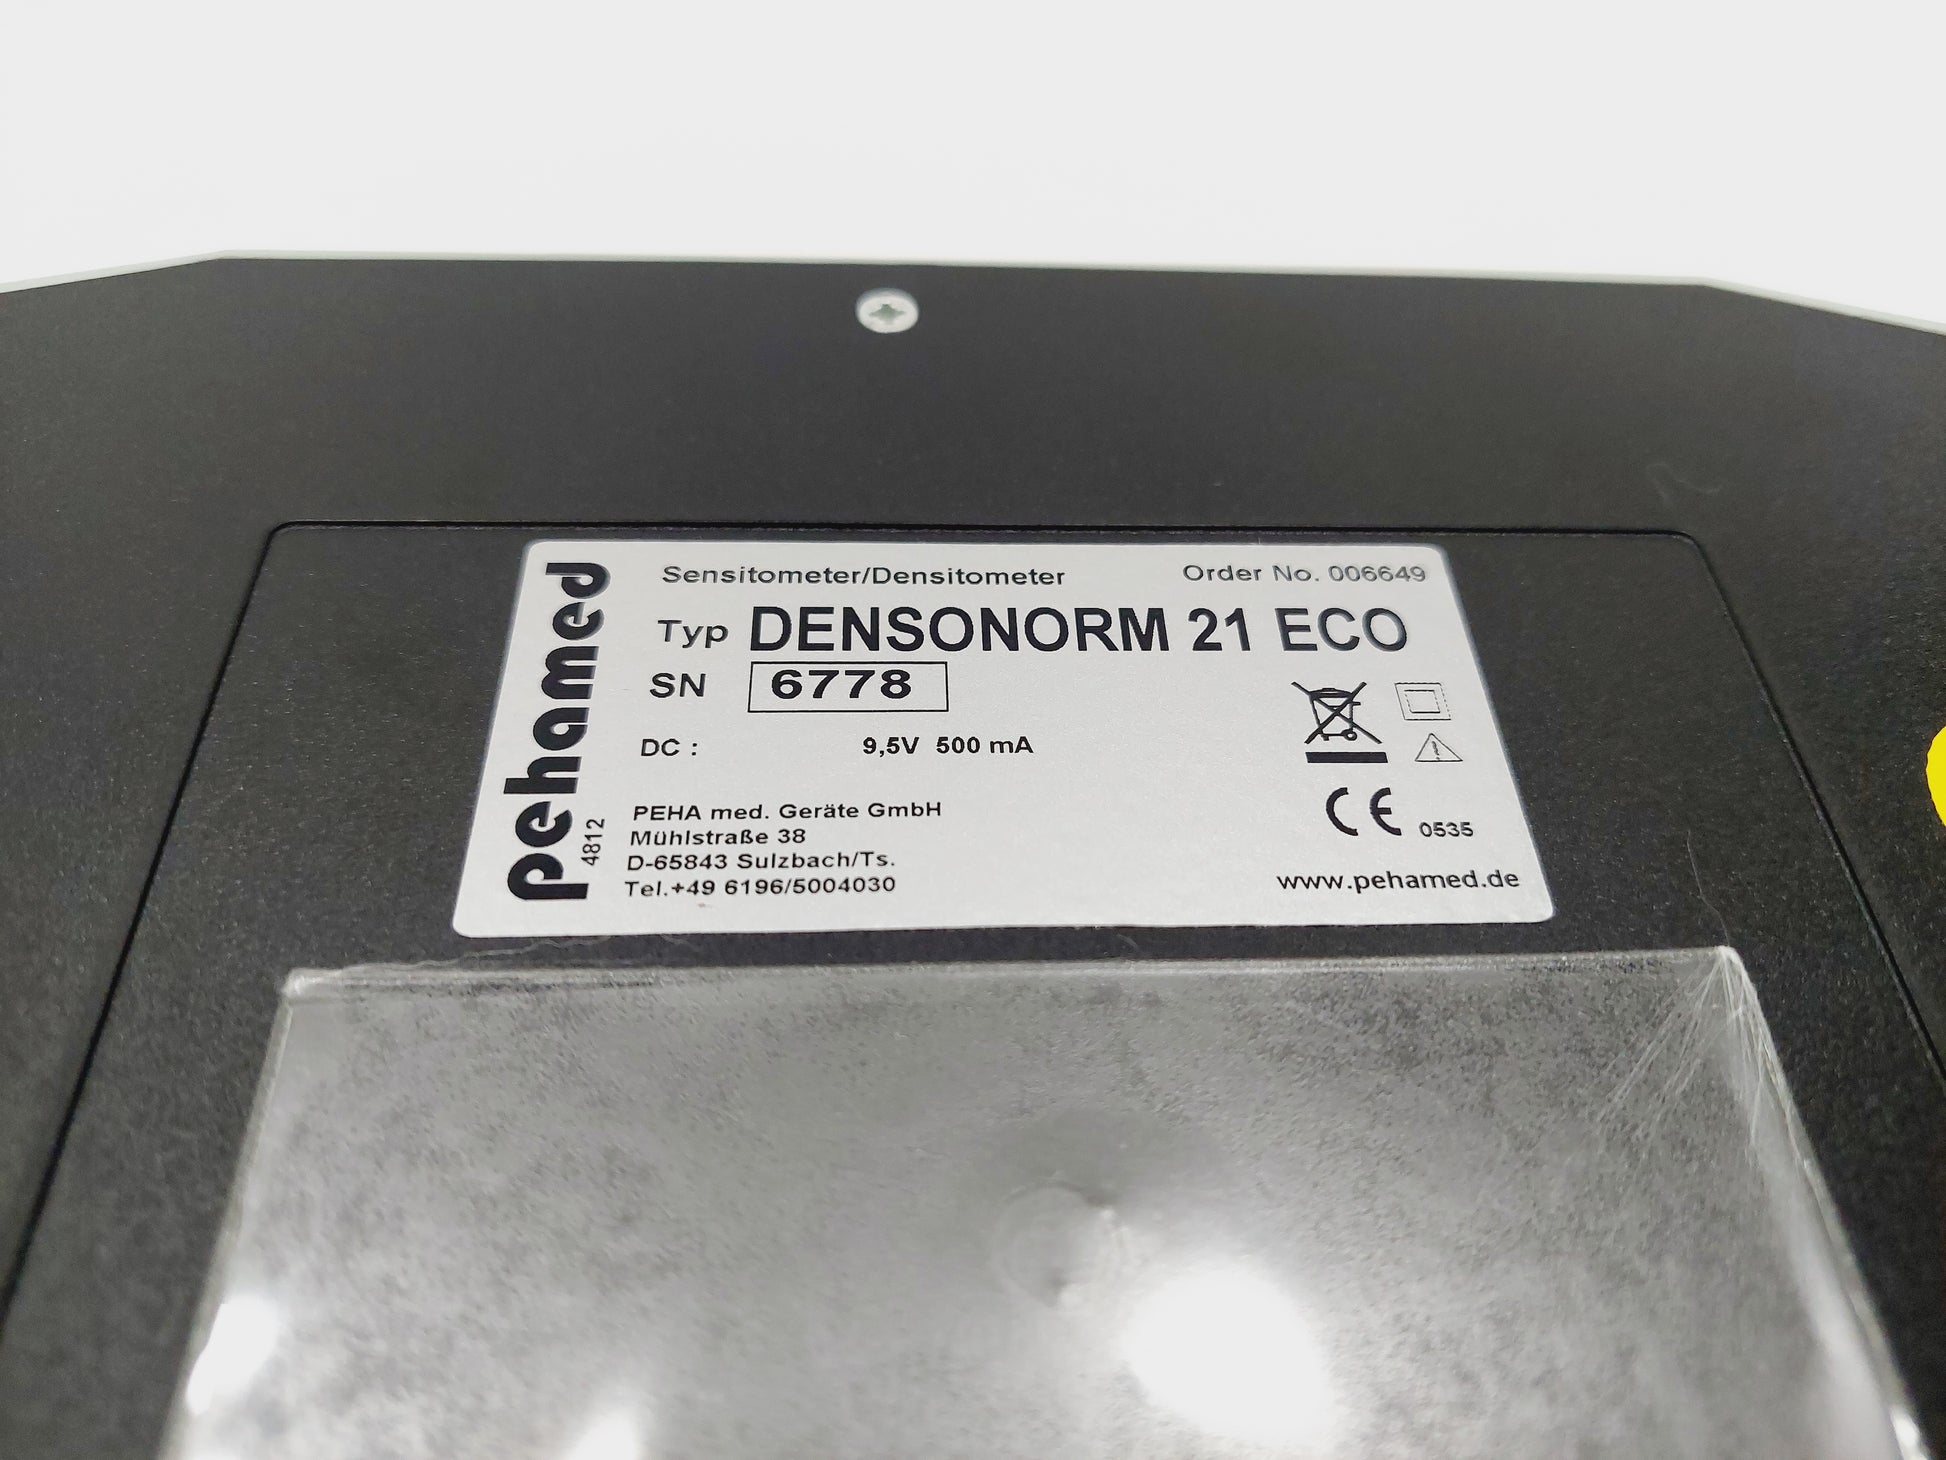 pehamed
4812
Sensitometer/Densitometer
Order No. 006649
Typ DENSONORM 21 ECO
SN 6778
DC : 9,5V 500 mA
PEHA med. Geräte GmbH
Mühlstraße 38
D-65843 Sulzbach/Ts.
Tel.+49 6196/5004030
CE 0535
www.pehamed.de